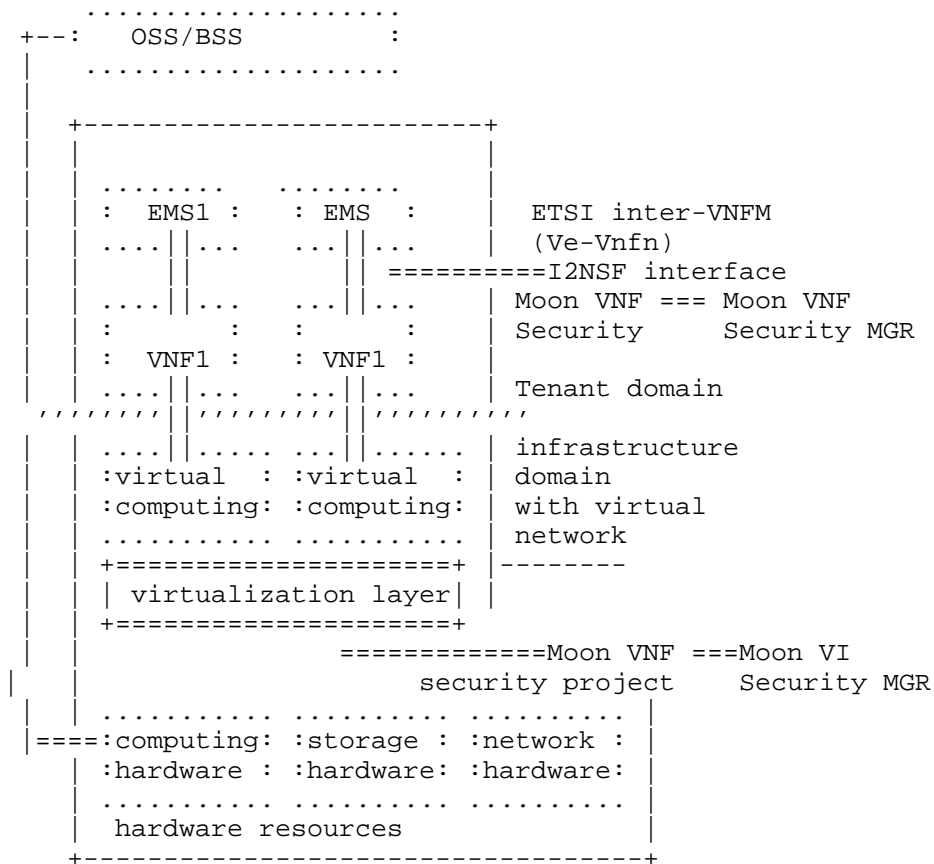 OSS/BSS
EMS1 EMS ETSI inter-VNFM
(Ve-Vnfn)
I2NSF interface
Moon VNF === Moon VNF
Security Security MGR
VNF1 VNF1
Tenant domain
infrastructure
:virtual : :virtual : domain
:computing: :computing: with virtual
network
virtualization layer
=============Moon VNF ===Moon VI
security project Security MGR
====:computing: :storage : :network :
:hardware : :hardware: :hardware:
hardware resources